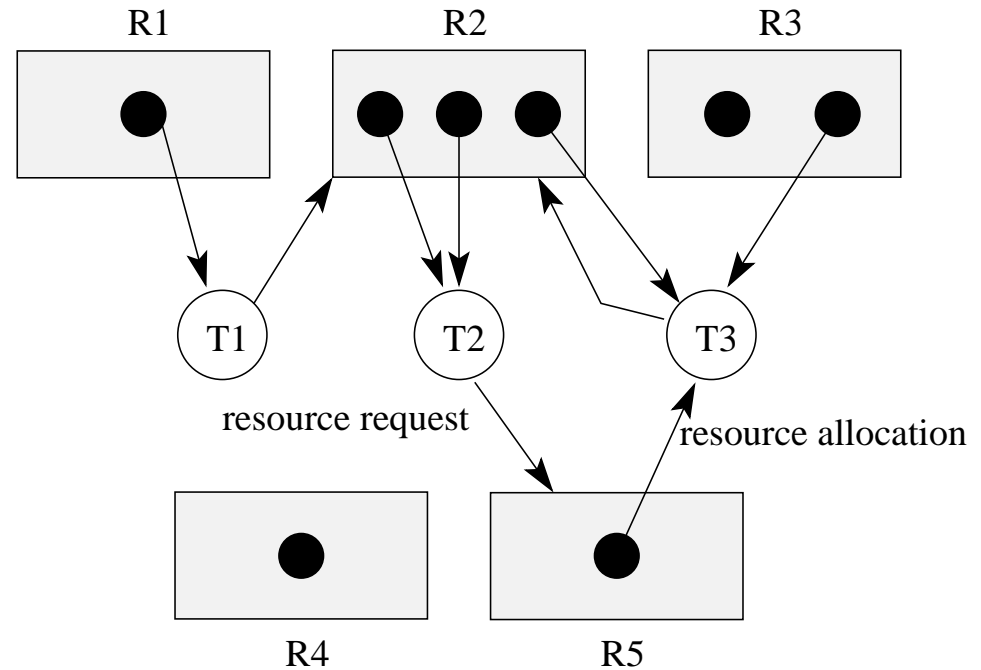 R1
R2
R3
T1
T2
T3
resource request
resource allocation
R4
R5